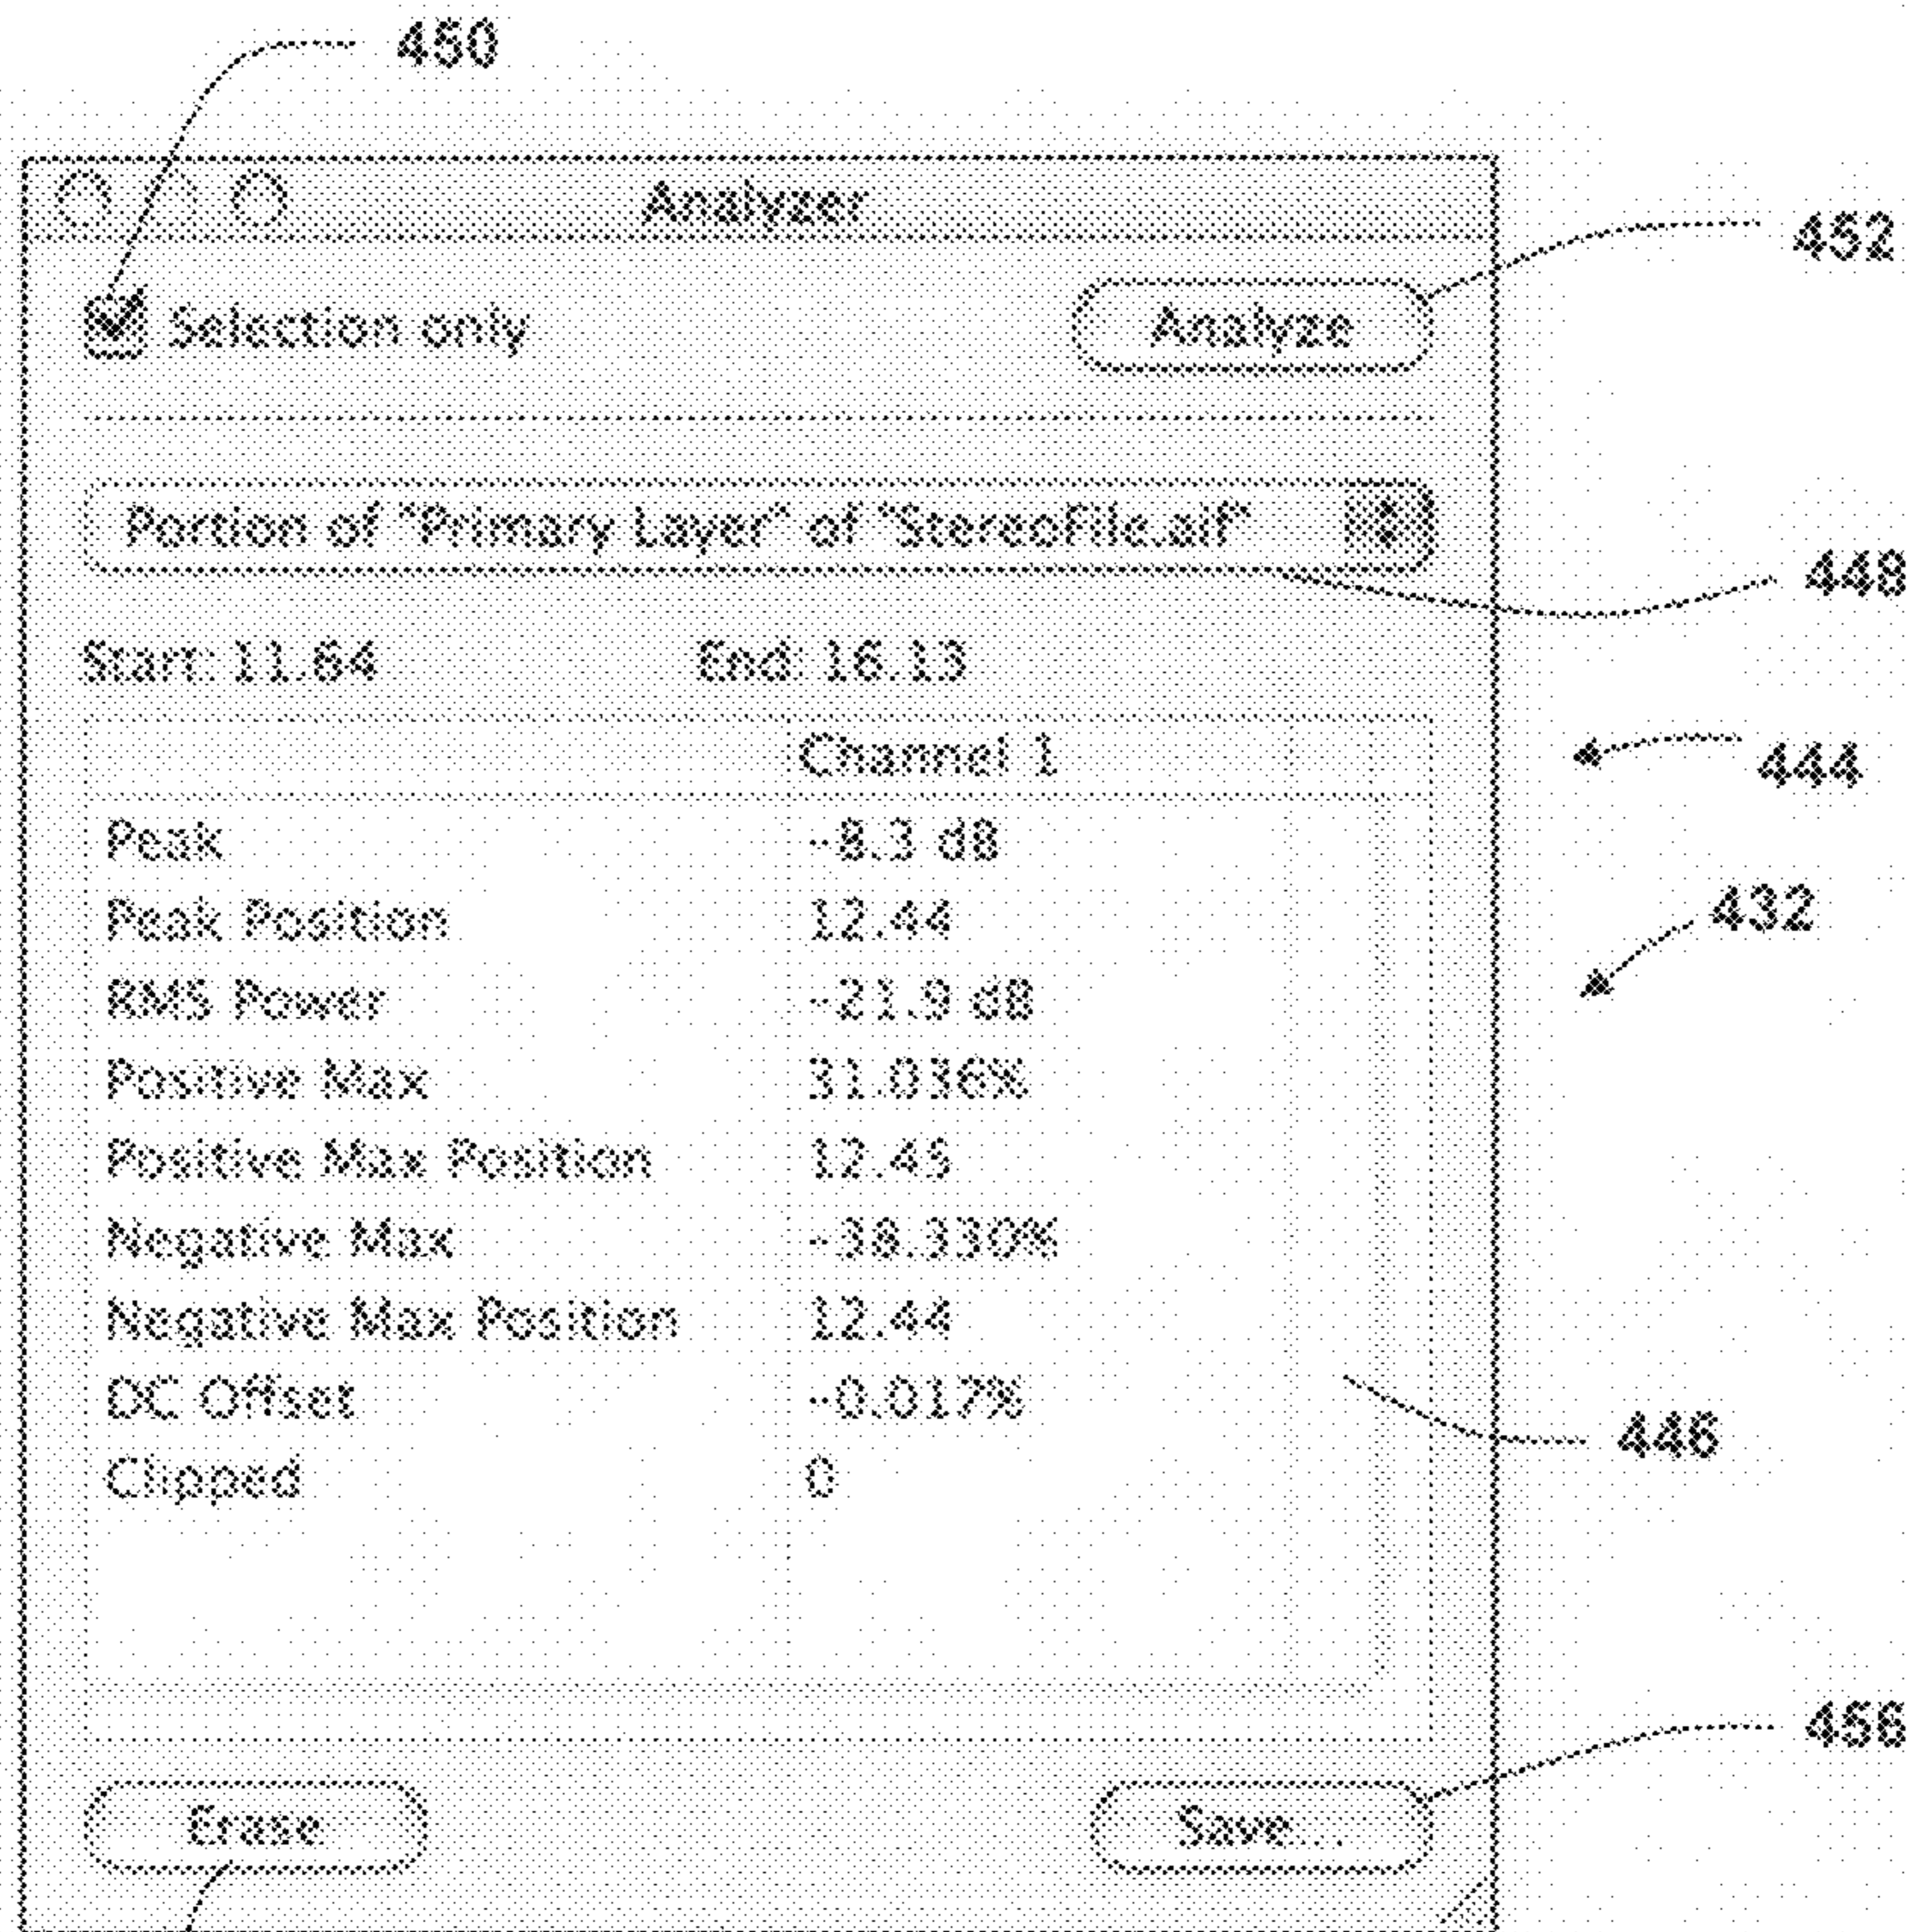 450
Analyzer
452
Selection only
Analyze
Portion of "Primary Layer" of "StereoFile.aif"
448
Start: 11.64 End: 16.13
Channel 1
444
Peak -8.3 dB
432
Peak Position 12.44
RMS Power -21.9 dB
Positive Max 31.036%
Positive Max Position 12.45
Negative Max -38.330%
Negative Max Position 12.44
DC Offset -0.017%
446
Clipped 0
456
Erase
Save...